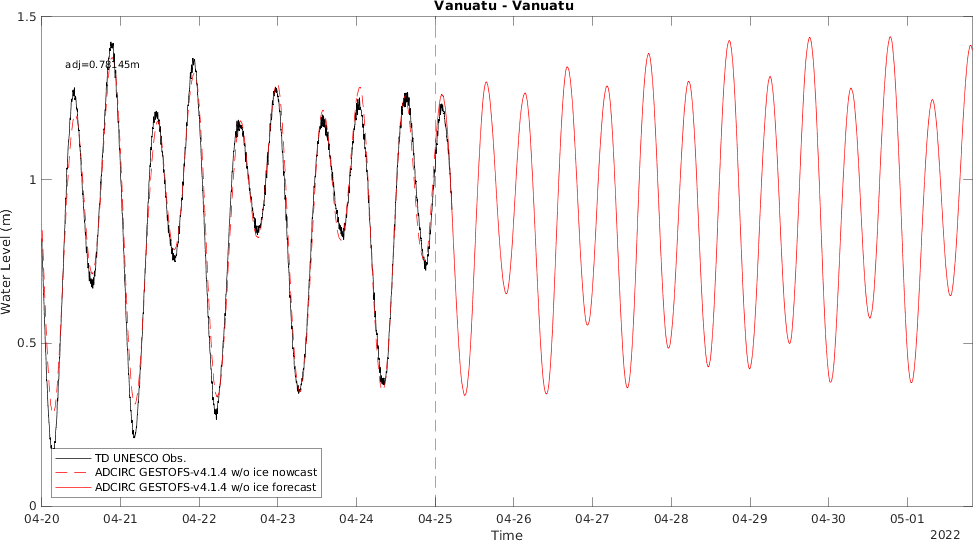 Vanuatu - Vanuatu
1.5
adj=0.78145m
1
0.5
0
Water Level (m)
TD UNESCO Obs.
ADCIRC GESTOFS-v4.1.4 w/o ice nowcast
ADCIRC GESTOFS-v4.1.4 w/o ice forecast
04-20 04-21 04-22 04-23 04-24 04-25 04-26 04-27 04-28 04-29 04-30 05-01
Time
2022